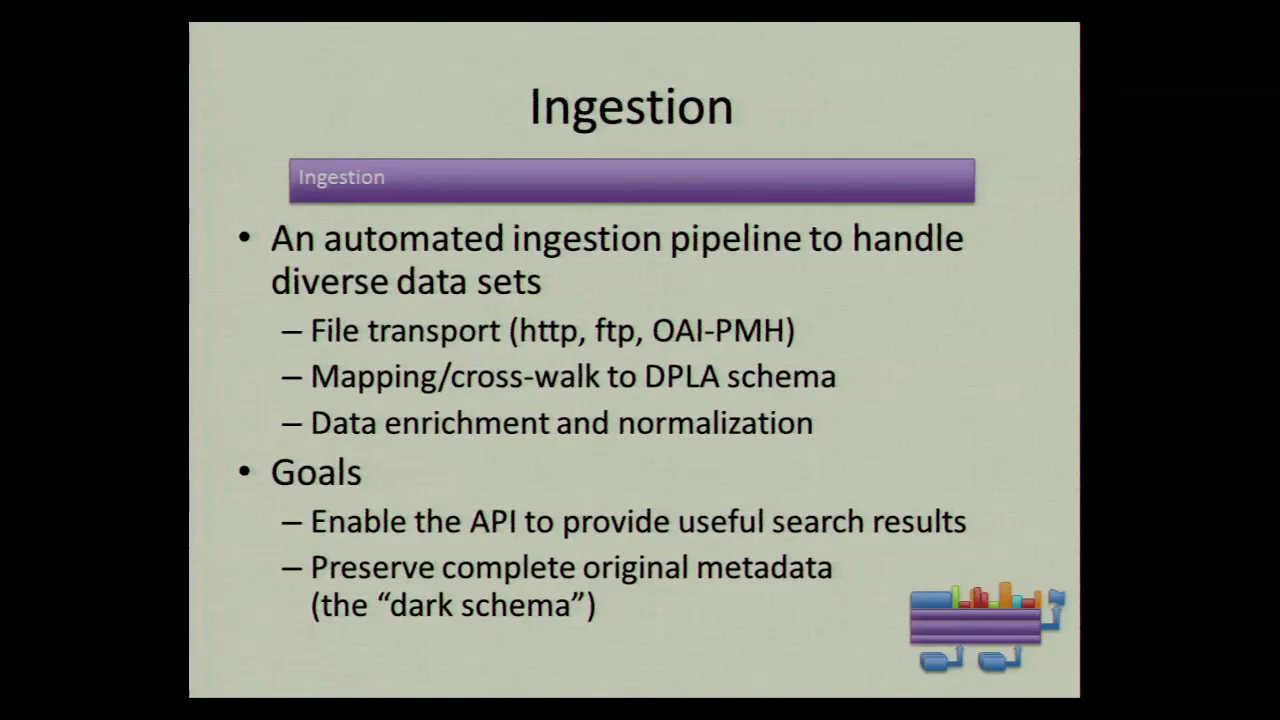 Ingestion
Ingestion
• An automated ingestion pipeline to handle
diverse data sets
– File transport (http, ftp, OAI-PMH)
– Mapping/cross-walk to DPLA schema
– Data enrichment and normalization
• Goals
– Enable the API to provide useful search results
– Preserve complete original metadata
(the “dark schema”)